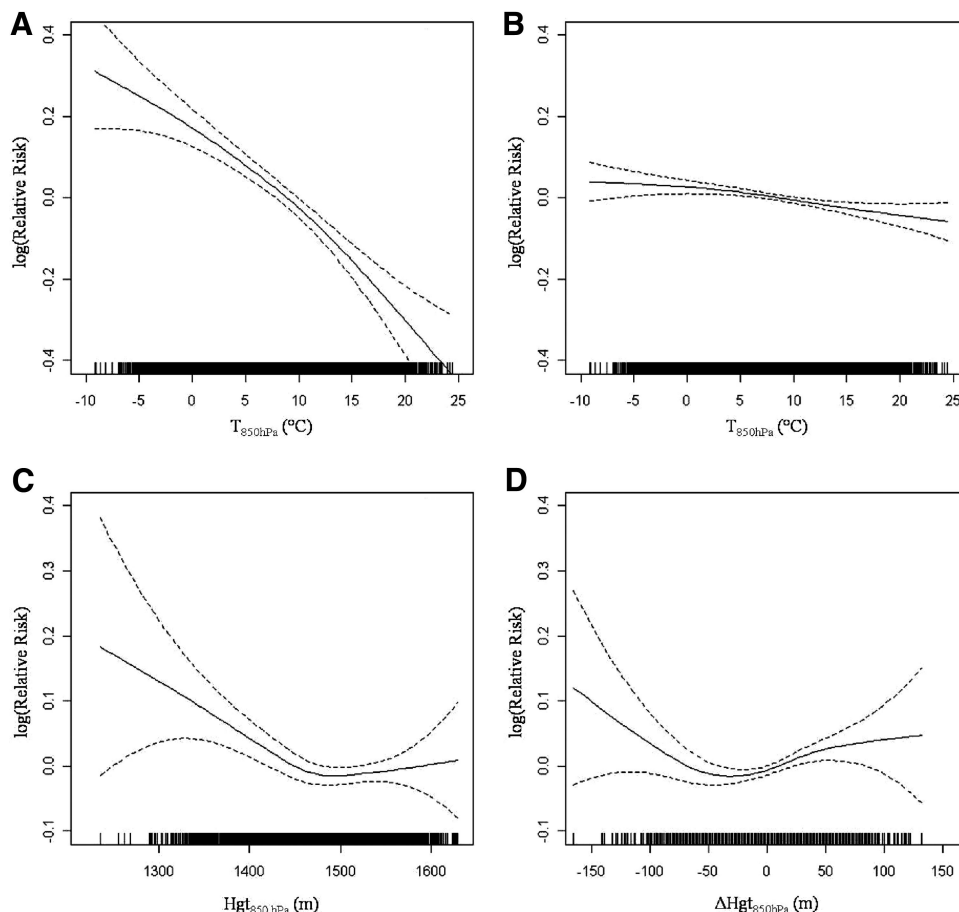 A
B
log(Relative Risk)
0.4
0.2
0.0
-0.2
-0.4
-10 -5 0 5 10 15 20 25
T850hPa (ºC)
log(Relative Risk)
0.4
0.2
0.0
-0.2
-0.4
-10 -5 0 5 10 15 20 25
T850hPa (ºC)
C
D
log(Relative Risk)
0.4
0.3
0.2
0.1
0.0
-0.1
1300 1400 1500 1600
Hgt850 hPa (m)
log(Relative Risk)
0.4
0.3
0.2
0.1
0.0
-0.1
-150 -100 -50 0 50 100 150
ΔHgt850hPa (m)